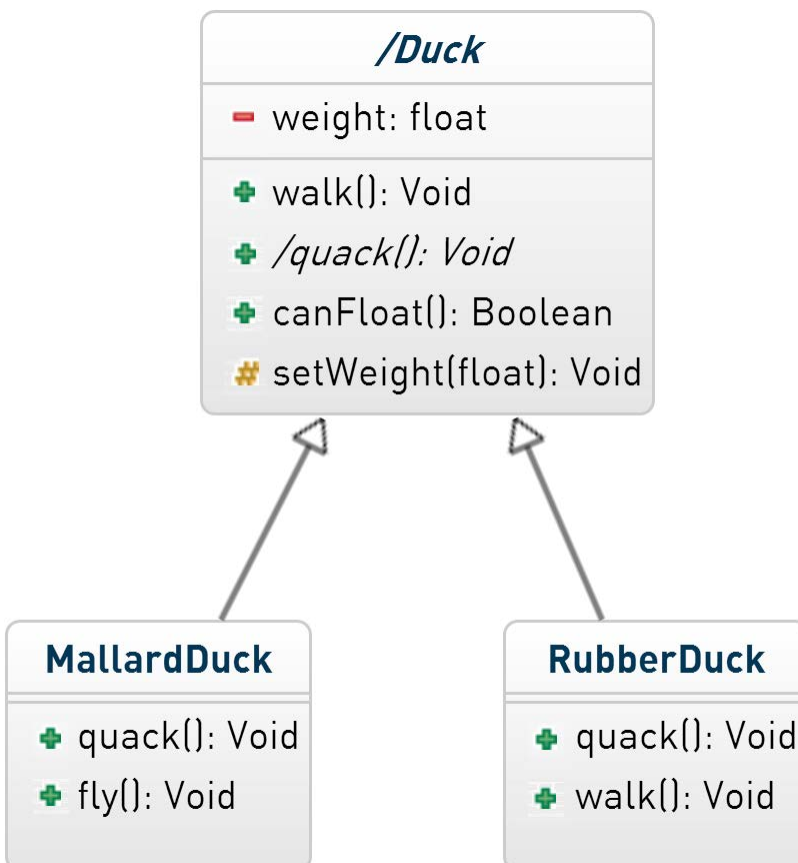 /Duck
- weight: float
+ walk(): Void
+ /quack(): Void
+ canFloat(): Boolean
# setWeight(float): Void
MallardDuck
+ quack(): Void
+ fly(): Void
RubberDuck
+ quack(): Void
+ walk(): Void